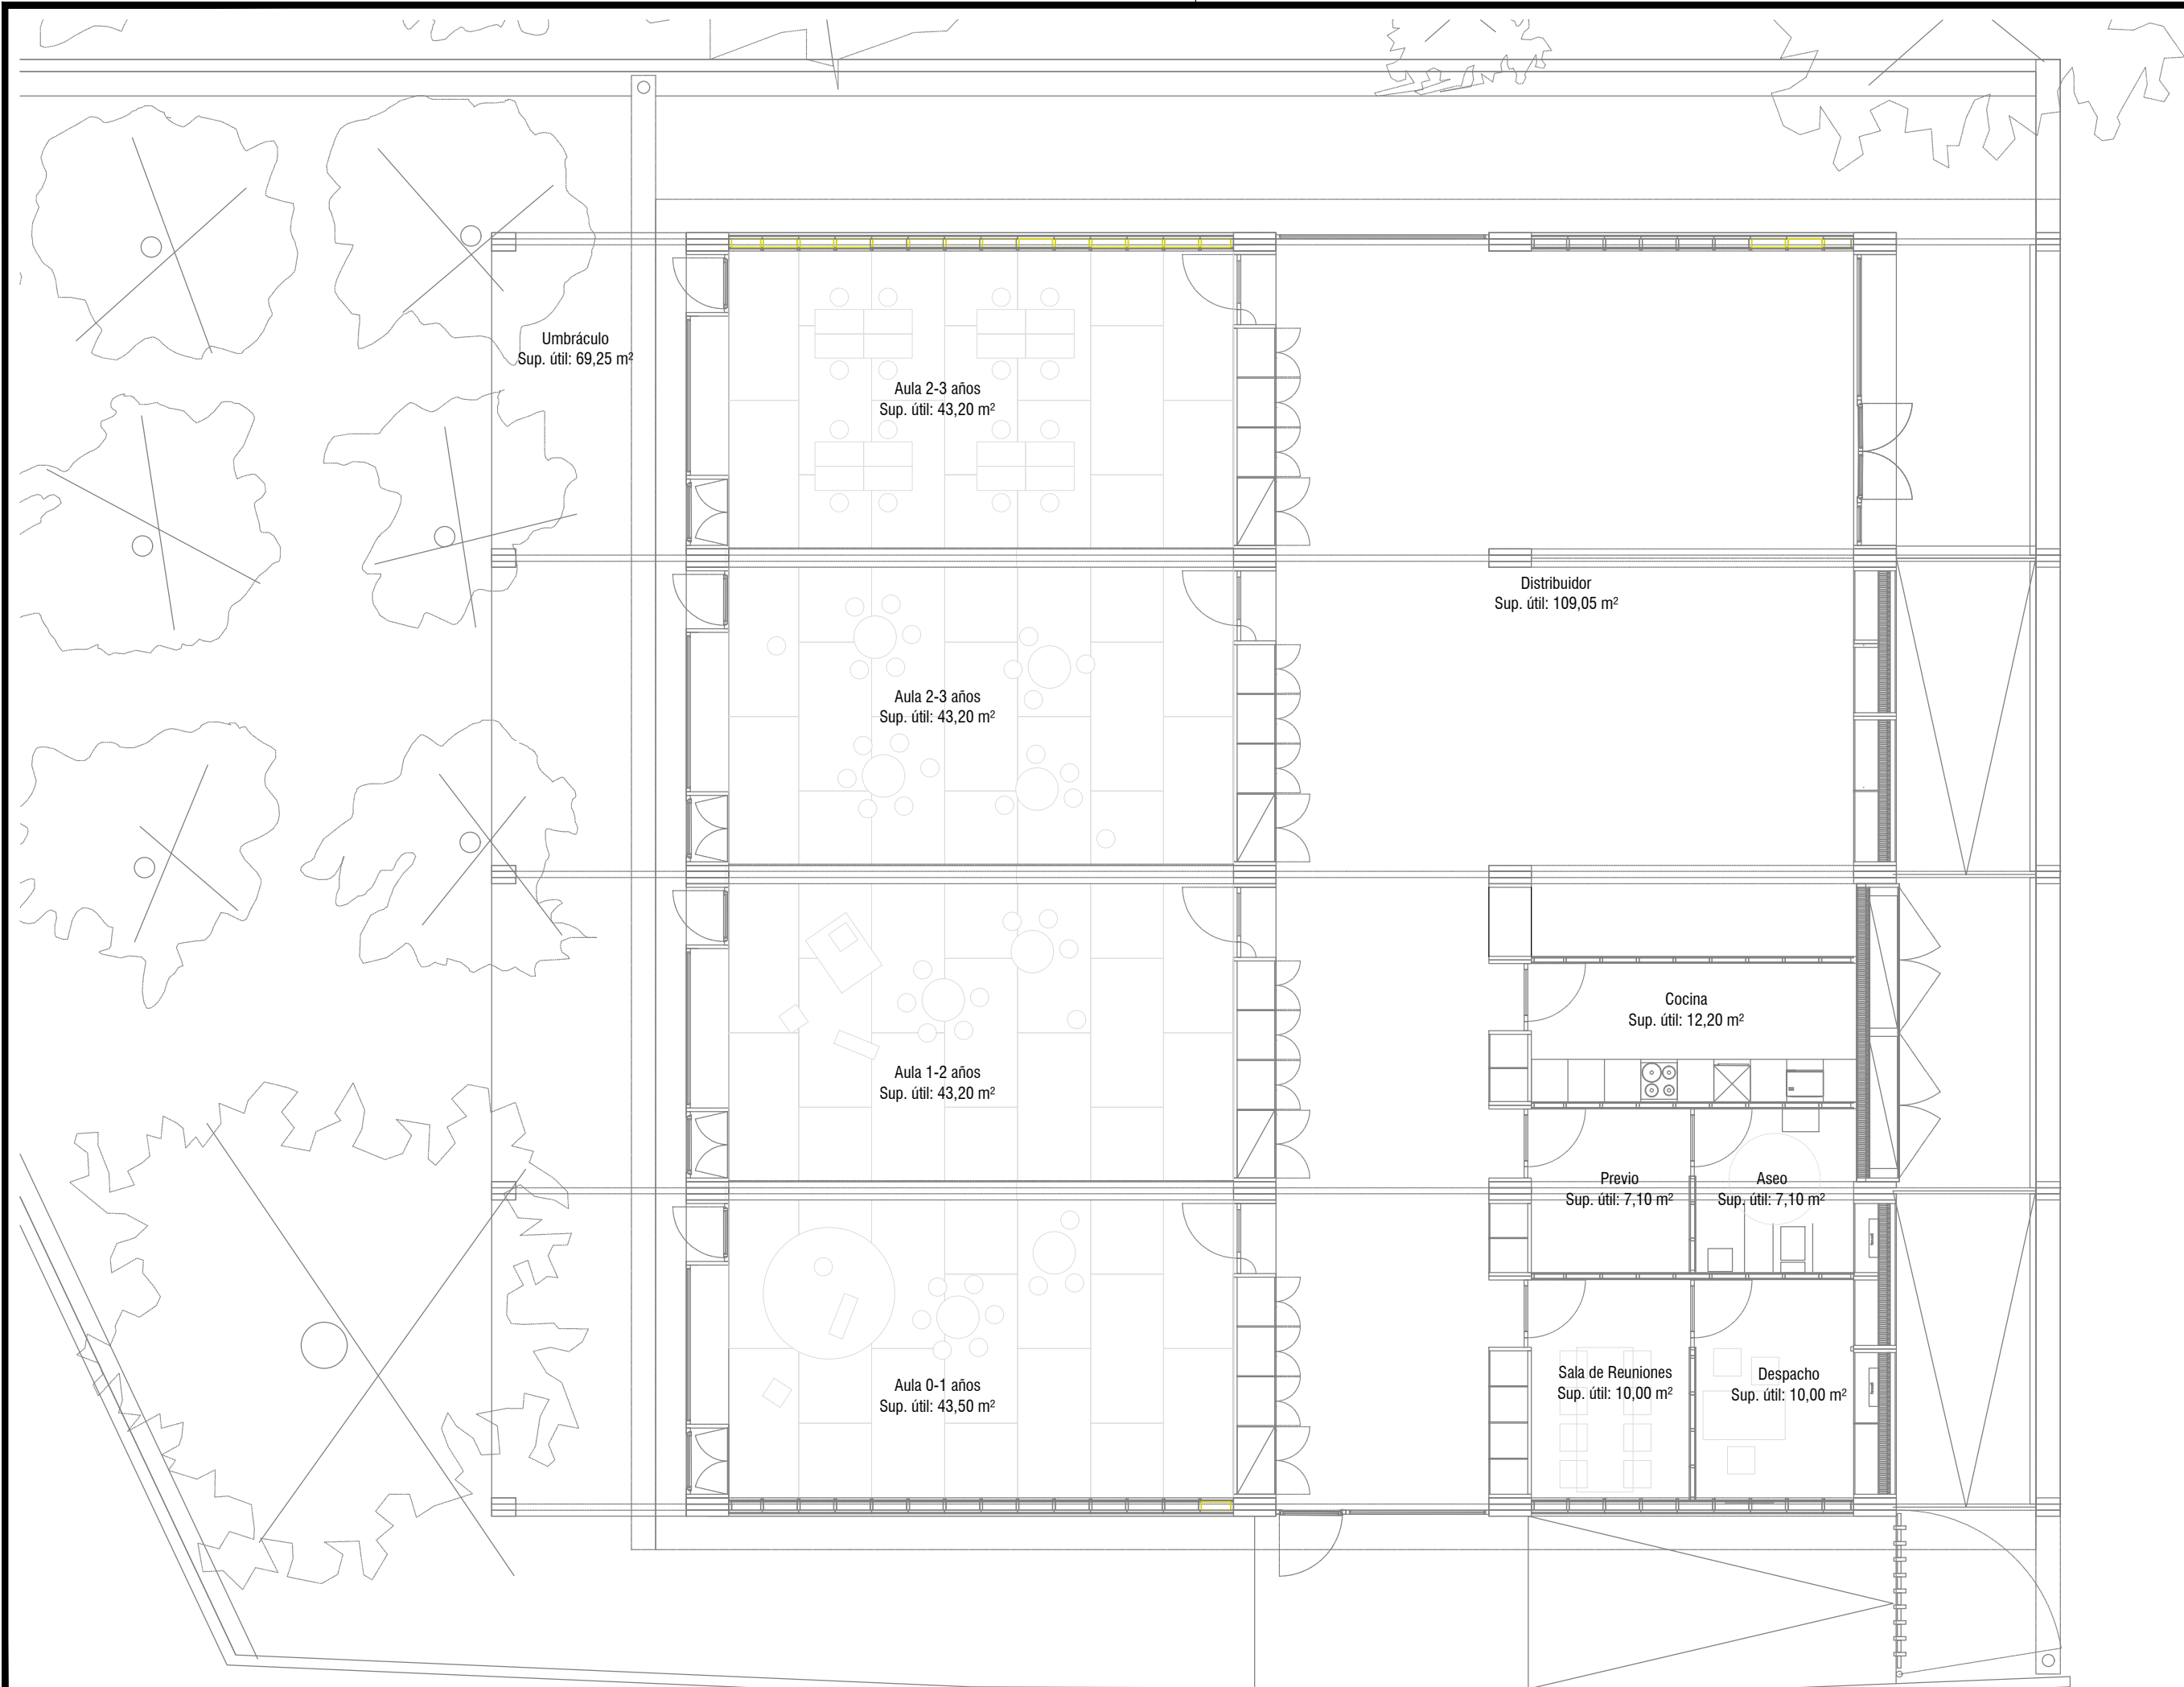 Umbráculo
Sup. útil: 69,25 m²
Aula 2-3 años
Sup. útil: 43,20 m²
Distribuidor
Sup. útil: 109,05 m²
Aula 2-3 años
Sup. útil: 43,20 m²
Cocina
Sup. útil: 12,20 m²
Aula 1-2 años
Sup. útil: 43,20 m²
Previo
Sup. útil: 7,10 m²
Aseo
Sup. útil: 7,10 m²
Sala de Reuniones
Sup. útil: 10,00 m²
Despacho
Sup. útil: 10,00 m²
Aula 0-1 años
Sup. útil: 43,50 m²